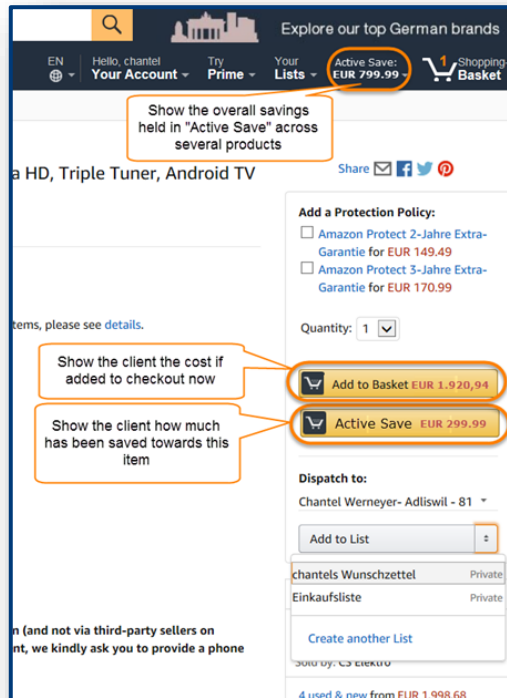 Explore our top German brands
EN
Hello, chantel
Your Account
Try
Prime
Your
Lists
Active Save:
EUR 799.99
1
Shopping-
Basket
Show the overall savings
held in "Active Save" across
several products
a HD, Triple Tuner, Android TV
Share
Add a Protection Policy:
Amazon Protect 2-Jahre Extra-
Garantie for EUR 149.49
Amazon Protect 3-Jahre Extra-
Garantie for EUR 170.99
tems, please see details.
Quantity: 1
Show the client the cost if
added to checkout now
Add to Basket EUR 1.920,94
Show the client how much
has been saved towards this
item
Active Save EUR 299.99
Dispatch to:
Chantel Werneyer- Adliswil - 81
Add to List
chantels Wunschzettel Private
Einkaufsliste Private
Create another List
n (and not via third-party sellers on
nt, we kindly ask you to provide a phone
Sold by: CS Elektro
4 used & new from EUR 1,998.68